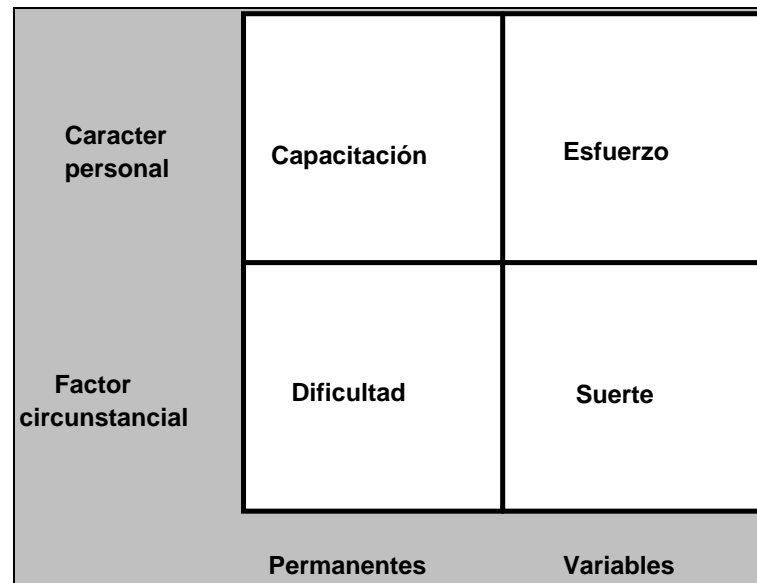 Caracter
personal
Capacitación
Esfuerzo
Factor
circunstancial
Dificultad
Suerte
Permanentes
Variables